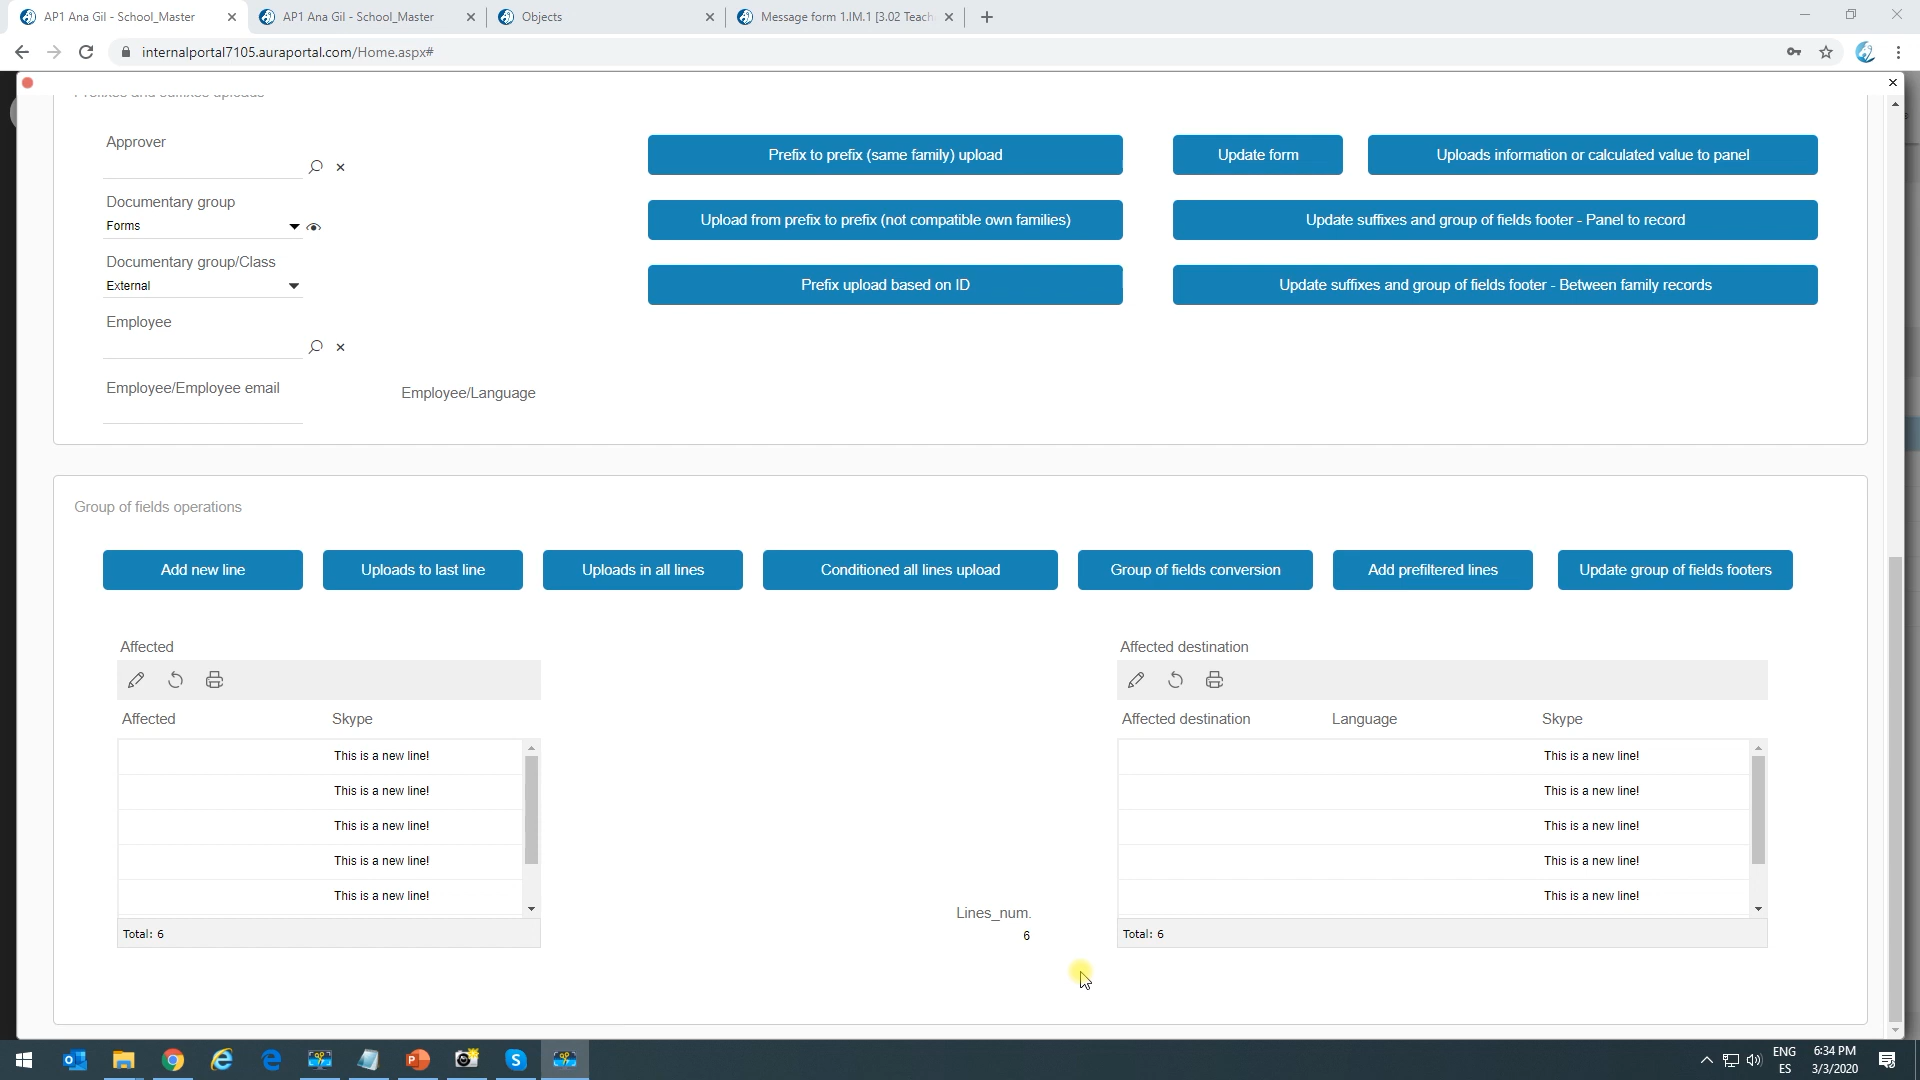 AP1 Ana Gil - School_Master
AP1 Ana Gil - School_Master
Objects
Message form 1.IM.1 [3.02 Teach
internalportal7105.auraportal.com/Home.aspx#
Prefixes and suffixes uploads
Approver
Prefix to prefix (same family) upload
Update form
Uploads information or calculated value to panel
Documentary group
Forms
Upload from prefix to prefix (not compatible own families)
Update suffixes and group of fields footer - Panel to record
Documentary group/Class
External
Prefix upload based on ID
Update suffixes and group of fields footer - Between family records
Employee
Employee/Employee email
Employee/Language
Group of fields operations
Add new line
Uploads to last line
Uploads in all lines
Conditioned all lines upload
Group of fields conversion
Add prefiltered lines
Update group of fields footers
Affected
Affected destination
Affected Skype
Affected destination Language Skype
This is a new line!
This is a new line!
This is a new line!
This is a new line!
This is a new line!
This is a new line!
This is a new line!
This is a new line!
This is a new line!
This is a new line!
Lines_num.
6
Total: 6
Total: 6
ENG
ES
6:34 PM
3/3/2020